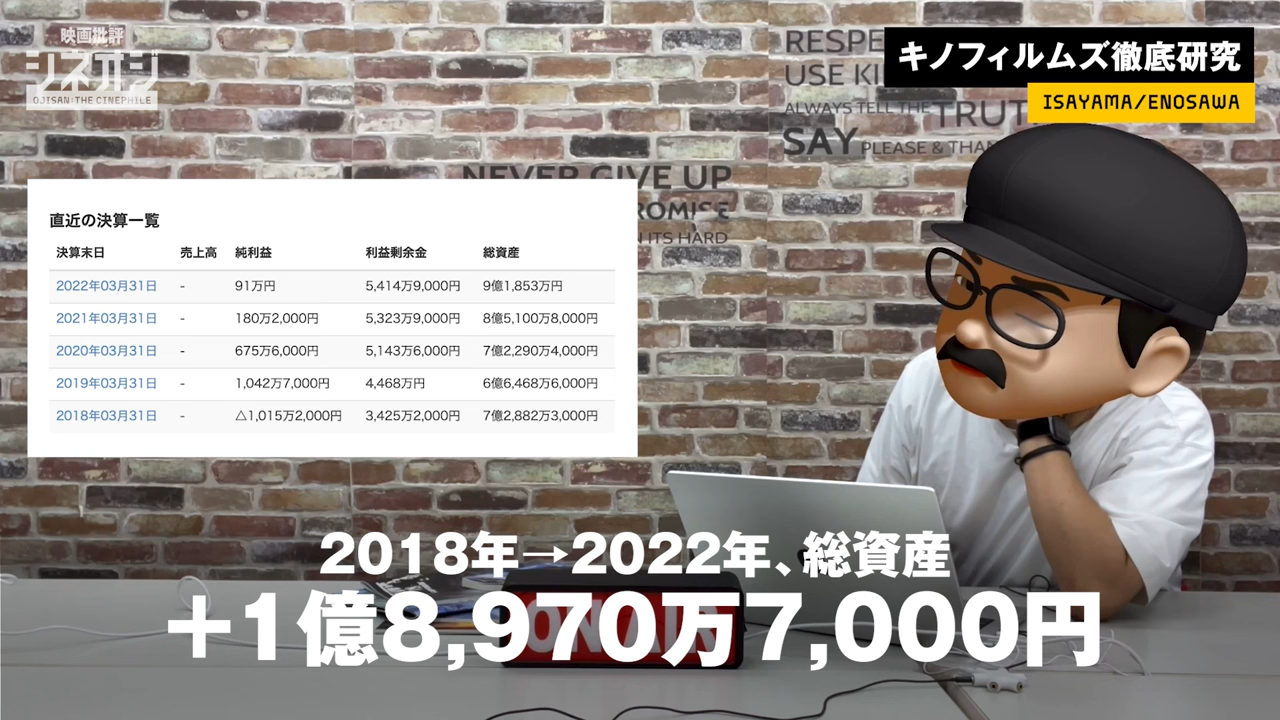 映画批評
シネオジ
OJISAN:THE CINEPHILE
キノフィルムズ徹底研究
ISAYAMA/ENOSAWA
RESPE
USE KI
ALWAYS TELL THE TRUT
SAY PLEASE & THAN
NEVER GIVE UP
ROMISE
ITS HARD
直近の決算一覧
決算末日 売上高 純利益 利益剰余金 総資産
2022年03月31日 - 91万円 5,414万9,000円 9億1,853万円
2021年03月31日 - 180万2,000円 5,323万9,000円 8億5,100万8,000円
2020年03月31日 - 675万6,000円 5,143万6,000円 7億2,290万4,000円
2019年03月31日 - 1,042万7,000円 4,468万円 6億6,468万6,000円
2018年03月31日 - △1,015万2,000円 3,425万2,000円 7億2,882万3,000円
2018年→2022年、総資産
+1億8,970万7,000円
ON AIR